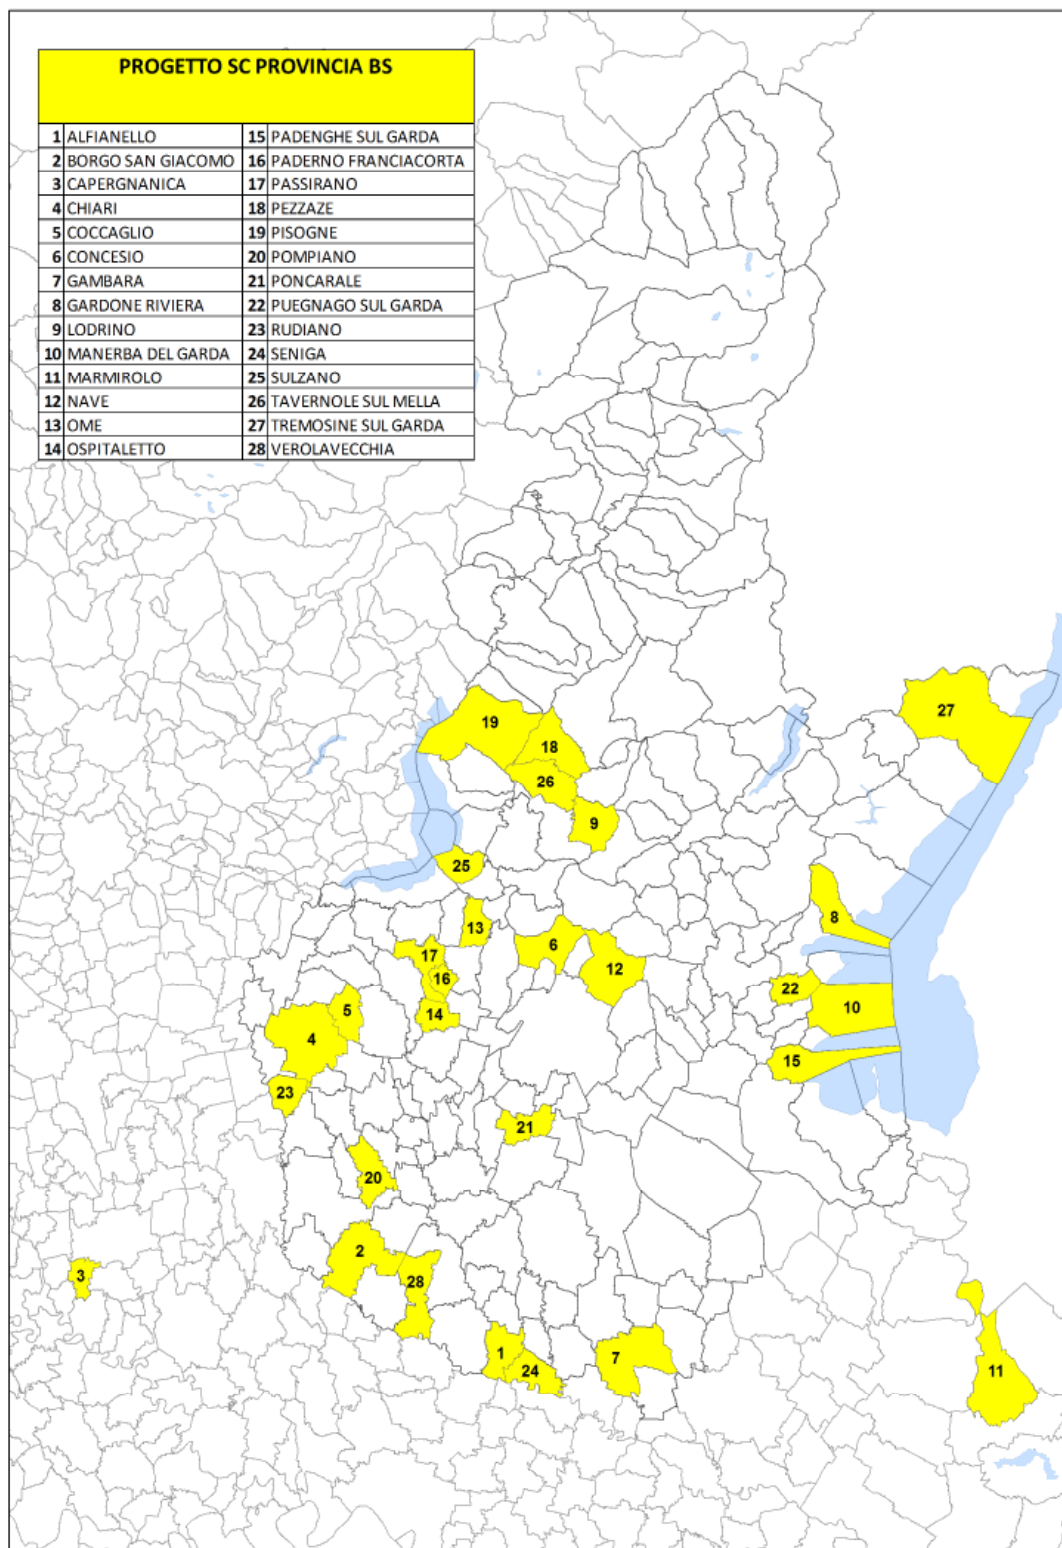 PROGETTO SC PROVINCIA BS
1 ALFIANELLO 15 PADENGHE SUL GARDA
2 BORGO SAN GIACOMO 16 PADERNO FRANCIACORTA
3 CAPERGNANICA 17 PASSIRANO
4 CHIARI 18 PEZZAZE
5 COCCAGLIO 19 PISOGNE
6 CONCESIO 20 POMPIANO
7 GAMBARA 21 PONCARALE
8 GARDONE RIVIERA 22 PUEGNAGO SUL GARDA
9 LODRINO 23 RUDIANO
10 MANERBA DEL GARDA 24 SENIGA
11 MARMIROLO 25 SULZANO
12 NAVE 26 TAVERNOLE SUL MELLA
13 OME 27 TREMOSINE SUL GARDA
14 OSPITALETTO 28 VEROLAVECCHIA
27
19
18
26
9
25
8
13
6
17
12
16
22
10
5
14
4
15
23
21
20
2
3
28
1
7
24
11